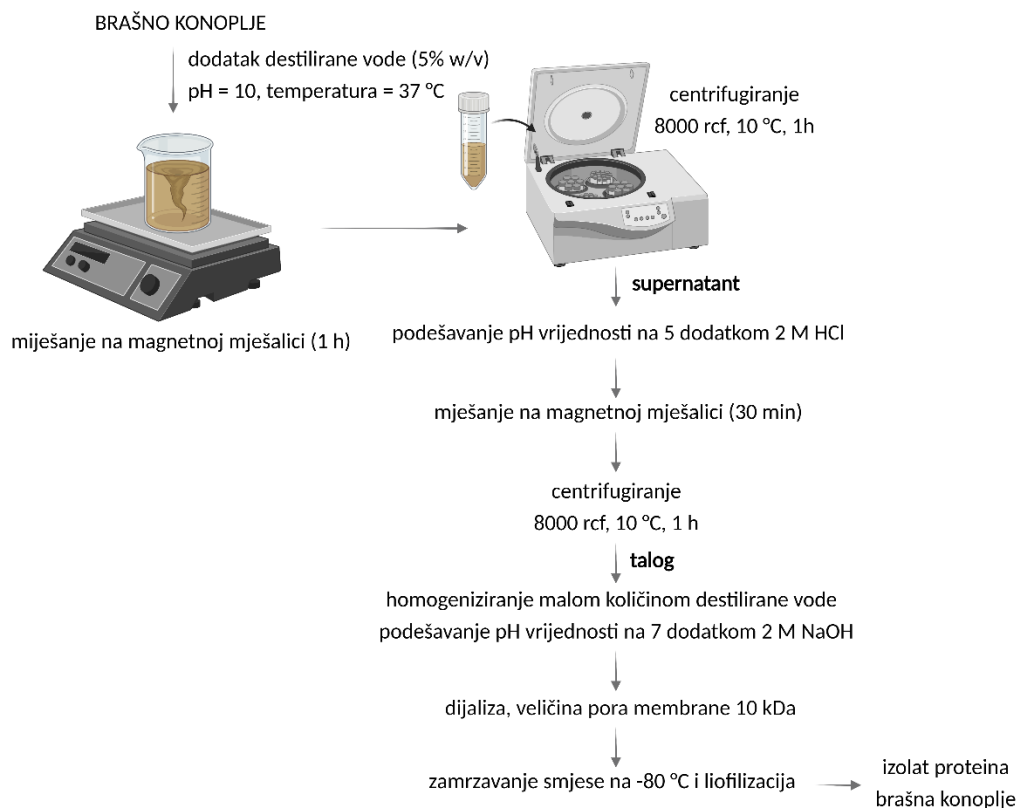 BRAŠNO KONOPLJE
dodatak destilirane vode (5% w/v)
pH = 10, temperatura = 37 °C
centrifugiranje
8000 rcf, 10 °C, 1h
miješanje na magnetnoj mješalici (1 h)
supernatant
podešavanje pH vrijednosti na 5 dodatkom 2 M HCl
mješanje na magnetnoj mješalici (30 min)
centrifugiranje
8000 rcf, 10 °C, 1 h
talog
homogeniziranje malom količinom destilirane vode
podešavanje pH vrijednosti na 7 dodatkom 2 M NaOH
dijaliza, veličina pora membrane 10 kDa
zamrzavanje smjese na -80 °C i liofilizacija
izolat proteina
brašna konoplje